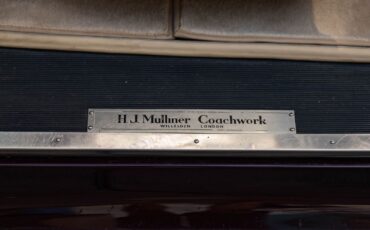 H. J. Mulliner Coachwork
WILLESDEN LONDON